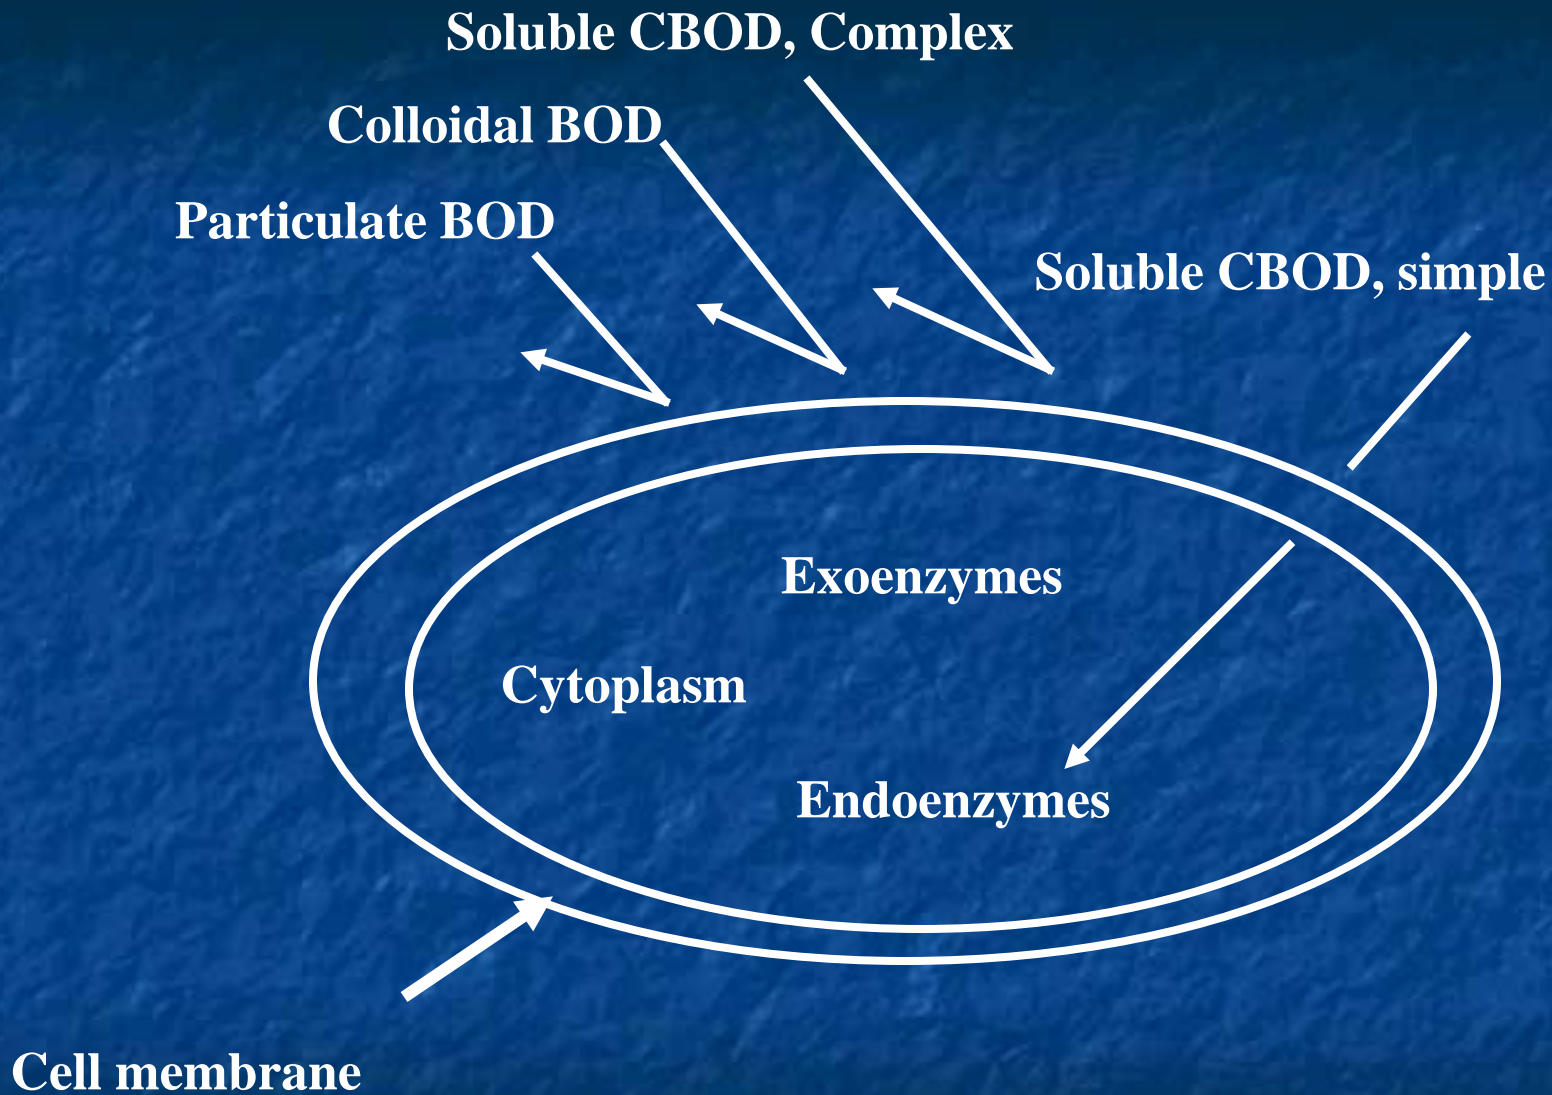 Soluble CBOD, Complex
Colloidal BOD
Particulate BOD
Soluble CBOD, simple
Exoenzymes
Cytoplasm
Endoenzymes
Cell membrane